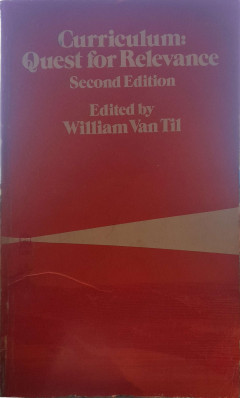 Curriculum:
Quest for Relevance
Second Edition
Edited by
William Van Til